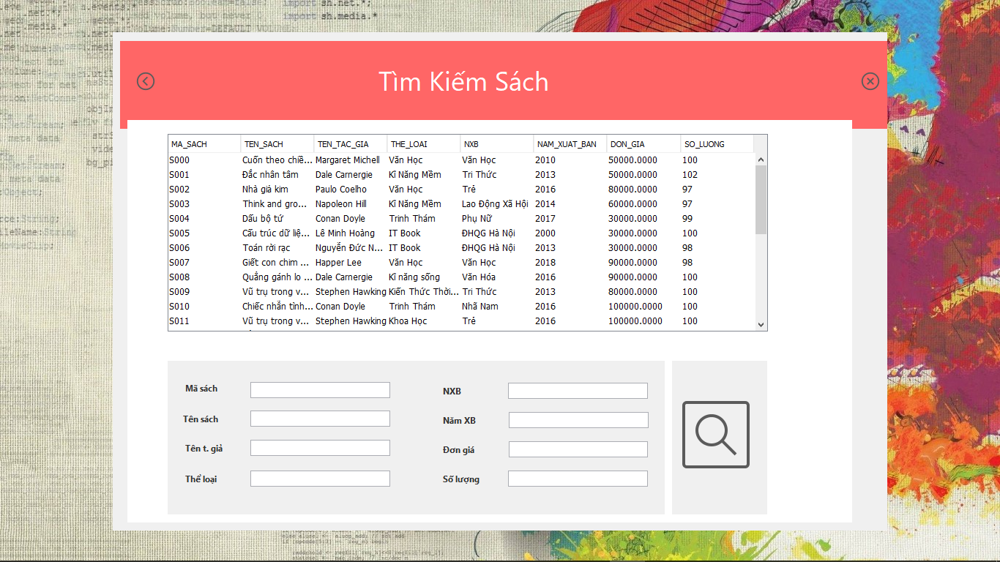 import sh.net.*;
import sh.media.*
Tìm Kiếm Sách
MA_SACH TEN_SACH TEN_TAC_GIA THE_LOAI NXB NAM_XUAT_BAN DON_GIA SO_LUONG
S000 Cuốn theo chiề... Margaret Michell Văn Học Văn Học 2010 50000.0000 100
S001 Đắc nhân tâm Dale Carnergie Kĩ Năng Mềm Tri Thức 2013 50000.0000 102
S002 Nhà giả kim Paulo Coelho Văn Học Trẻ 2016 80000.0000 97
S003 Think and gro... Napoleon Hill Kĩ Năng Mềm Lao Động Xã Hội 2014 60000.0000 97
S004 Dấu bộ tứ Conan Doyle Trinh Thám Phụ Nữ 2017 30000.0000 99
S005 Cấu trúc dữ liệ... Lê Minh Hoàng IT Book ĐHQG Hà Nội 2000 30000.0000 100
S006 Toán rời rạc Nguyễn Đức N... IT Book ĐHQG Hà Nội 2013 30000.0000 98
S007 Giết con chim ... Happer Lee Văn Học Văn Học 2018 90000.0000 98
S008 Quẳng gánh lo ... Dale Carnergie Kĩ năng sống Văn Hóa 2016 90000.0000 100
S009 Vũ trụ trong v... Stephen Hawking Kiến Thức Thời... Tri Thức 2013 80000.0000 100
S010 Chiếc nhẫn tình... Conan Doyle Trinh Thám Nhã Nam 2016 100000.0000 100
S011 Vũ trụ trong v... Stephen Hawking Khoa Học Trẻ 2016 100000.0000 100
Mã sách NXB
Tên sách Năm XB
Tên t. giả Đơn giá
Thể loại Số lượng